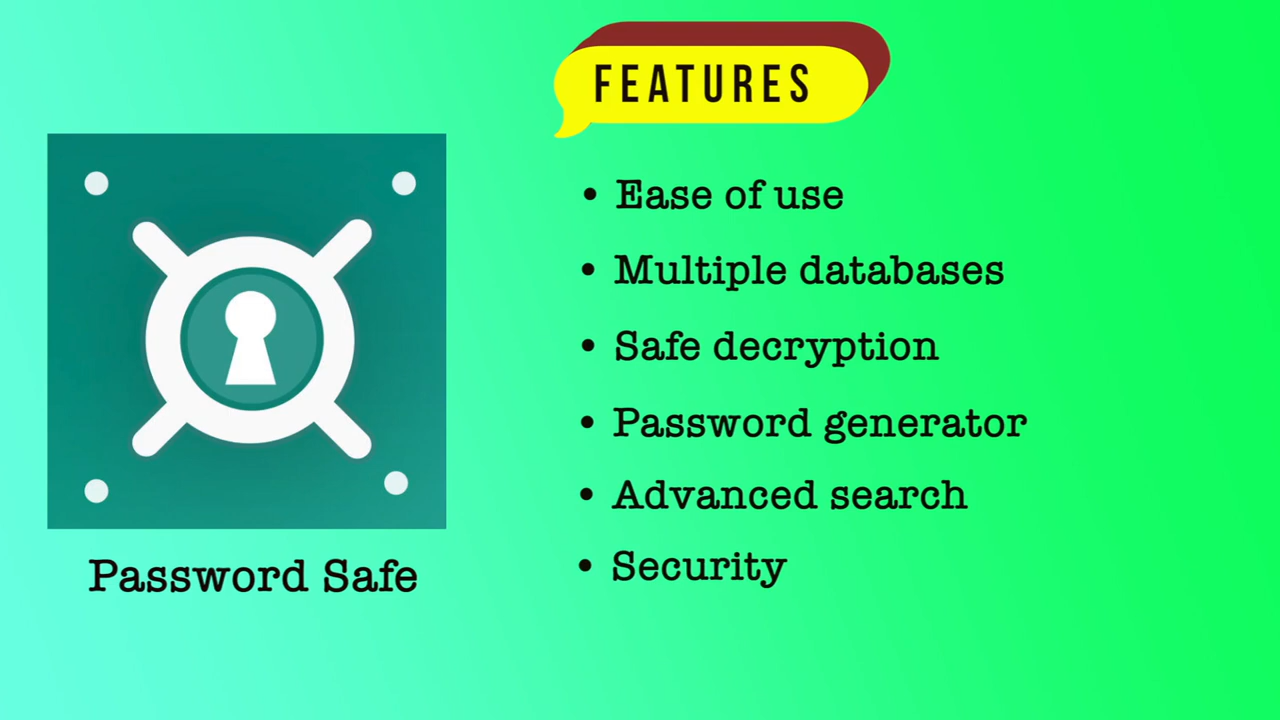 FEATURES
• Ease of use
• Multiple databases
• Safe decryption
• Password generator
• Advanced search
• Security
Password Safe